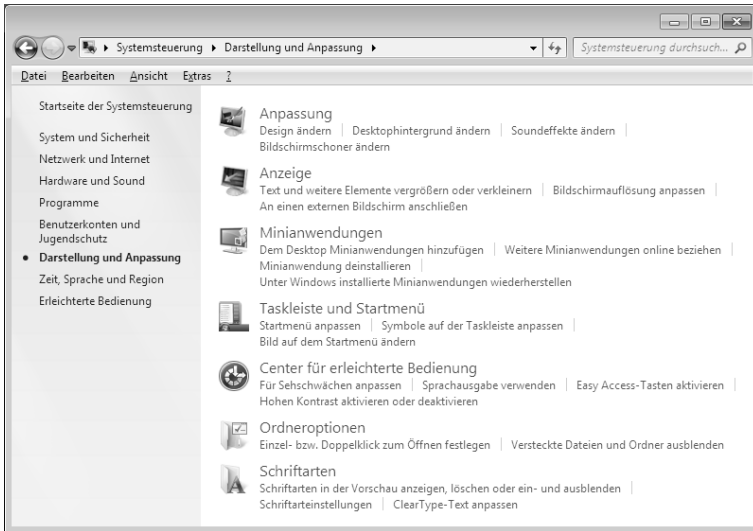 Systemsteuerung ▸ Darstellung und Anpassung ▸
Systemsteuerung durchsuch...
Datei Bearbeiten Ansicht Extras ?
Startseite der Systemsteuerung
System und Sicherheit
Netzwerk und Internet
Hardware und Sound
Programme
Benutzerkonten und
Jugendschutz
Darstellung und Anpassung
Zeit, Sprache und Region
Erleichterte Bedienung
Anpassung
Design ändern | Desktophintergrund ändern | Soundeffekte ändern |
Bildschirmschoner ändern
Anzeige
Text und weitere Elemente vergrößern oder verkleinern | Bildschirmauflösung anpassen |
An einen externen Bildschirm anschließen
Minianwendungen
Dem Desktop Minianwendungen hinzufügen | Weitere Minianwendungen online beziehen |
Minianwendung deinstallieren |
Unter Windows installierte Minianwendungen wiederherstellen
Taskleiste und Startmenü
Startmenü anpassen | Symbole auf der Taskleiste anpassen |
Bild auf dem Startmenü ändern
Center für erleichterte Bedienung
Für Sehschwächen anpassen | Sprachausgabe verwenden | Easy Access-Tasten aktivieren |
Hohen Kontrast aktivieren oder deaktivieren
Ordneroptionen
Einzel- bzw. Doppelklick zum Öffnen festlegen | Versteckte Dateien und Ordner ausblenden
Schriftarten
Schriftarten in der Vorschau anzeigen, löschen oder ein- und ausblenden |
Schriftarteinstellungen | ClearType-Text anpassen